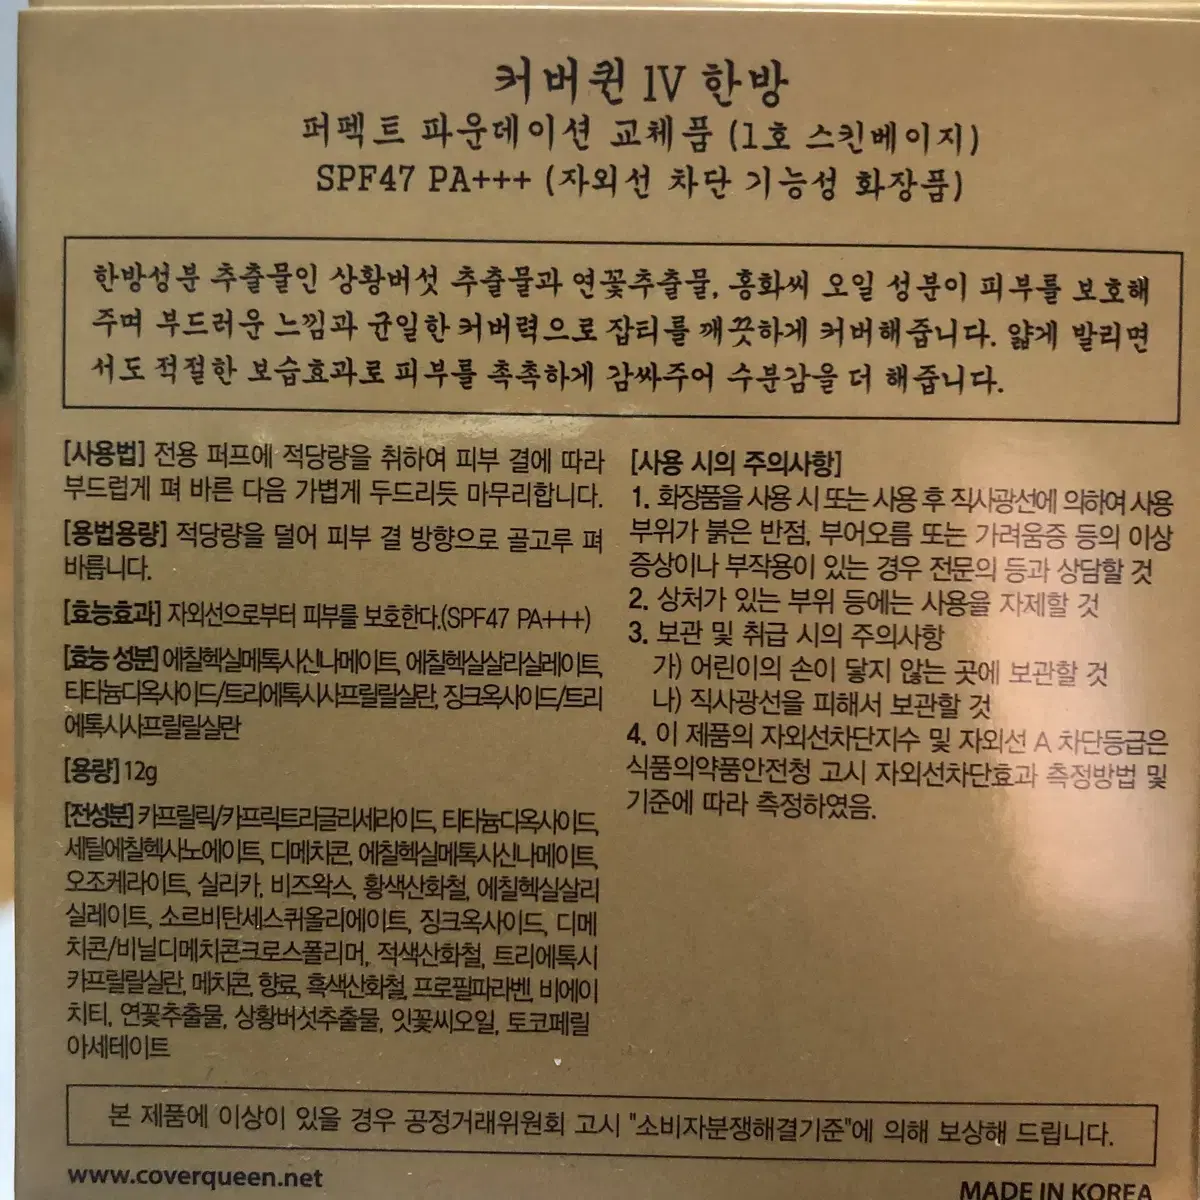 커버퀸 IV 한방
퍼펙트 파운데이션 교체품 (1호 스킨베이지)
SPF47 PA+++ (자외선 차단 기능성 화장품)
한방성분 추출물인 상황버섯 추출물과 연꽃추출물, 홍화씨 오일 성분이 피부를 보호해
주며 부드러운 느낌과 균일한 커버력으로 잡티를 깨끗하게 커버해줍니다. 얇게 발리면
서도 적절한 보습효과로 피부를 촉촉하게 감싸주어 수분감을 더 해줍니다.
[사용법] 전용 퍼프에 적당량을 취하여 피부 결에 따라
부드럽게 펴 바른 다음 가볍게 두드리듯 마무리합니다.
[용법용량] 적당량을 덜어 피부 결 방향으로 골고루 펴
바릅니다.
[효능효과] 자외선으로부터 피부를 보호한다.(SPF47 PA+++)
[효능 성분] 에칠헥실메톡시신나메이트, 에칠헥실살리실레이트,
티타늄디옥사이드/트리에톡시사프릴릴실란, 징크옥사이드/트리
에톡시사프릴릴실란
[용량] 12g
[전성분] 카프릴릭/카프릭트리글리세라이드, 티타늄디옥사이드,
세틸에칠헥사노에이트, 디메치콘, 에칠헥실메톡시신나메이트,
오조케라이트, 실리카, 비즈왁스, 황색산화철, 에칠헥실살리
실레이트, 소르비탄세스퀴올리에이트, 징크옥사이드, 디메
치콘/비닐디메치콘크로스폴리머, 적색산화철, 트리에톡시
카프릴릴실란, 메치콘, 향료, 흑색산화철, 프로필파라벤, 비에이
치티, 연꽃추출물, 상황버섯추출물, 잇꽃씨오일, 토코페릴
아세테이트
[사용 시의 주의사항]
1. 화장품을 사용 시 또는 사용 후 직사광선에 의하여 사용
부위가 붉은 반점, 부어오름 또는 가려움증 등의 이상
증상이나 부작용이 있는 경우 전문의 등과 상담할 것
2. 상처가 있는 부위 등에는 사용을 자제할 것
3. 보관 및 취급 시의 주의사항
가) 어린이의 손이 닿지 않는 곳에 보관할 것
나) 직사광선을 피해서 보관할 것
4. 이 제품의 자외선차단지수 및 자외선 A 차단등급은
식품의약품안전청 고시 자외선차단효과 측정방법 및
기준에 따라 측정하였음.
본 제품에 이상이 있을 경우 공정거래위원회 고시 "소비자분쟁해결기준"에 의해 보상해 드립니다.
www.coverqueen.net
MADE IN KOREA